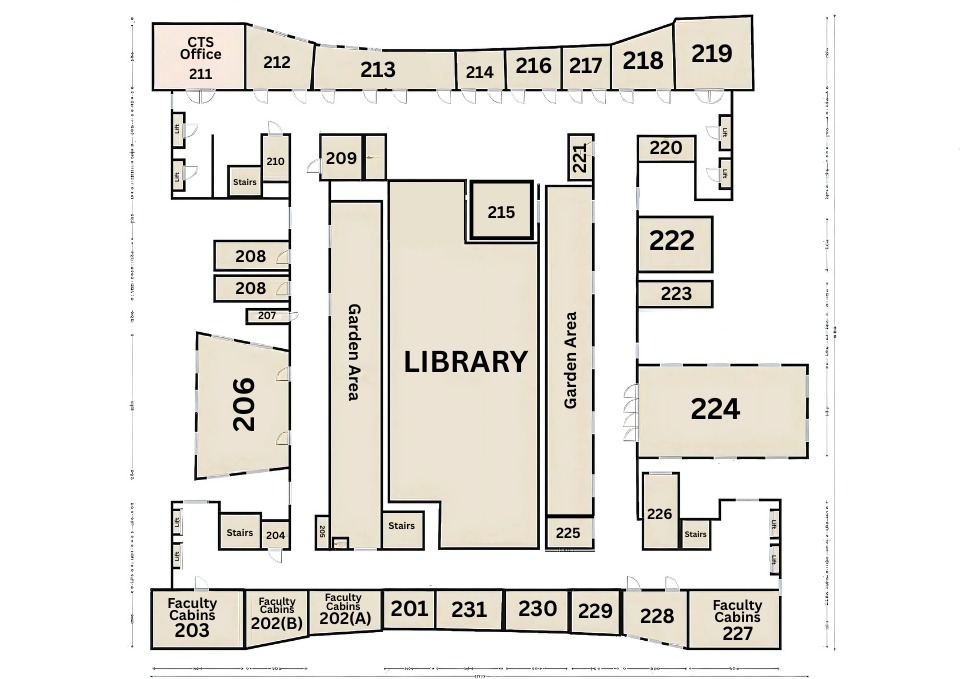 CTS
Office
211
212
213
214
216
217
218
219
Lift
Lift
210
Stairs
209
221
220
Lift
Lift
215
208
208
207
222
223
Garden Area
LIBRARY
Garden Area
206
224
Lift
Lift
Stairs
204
205
Stairs
225
226
Stairs
Lift
Lift
Faculty
Cabins
203
Faculty
Cabins
202(B)
Faculty
Cabins
202(A)
201
231
230
229
228
Faculty
Cabins
227